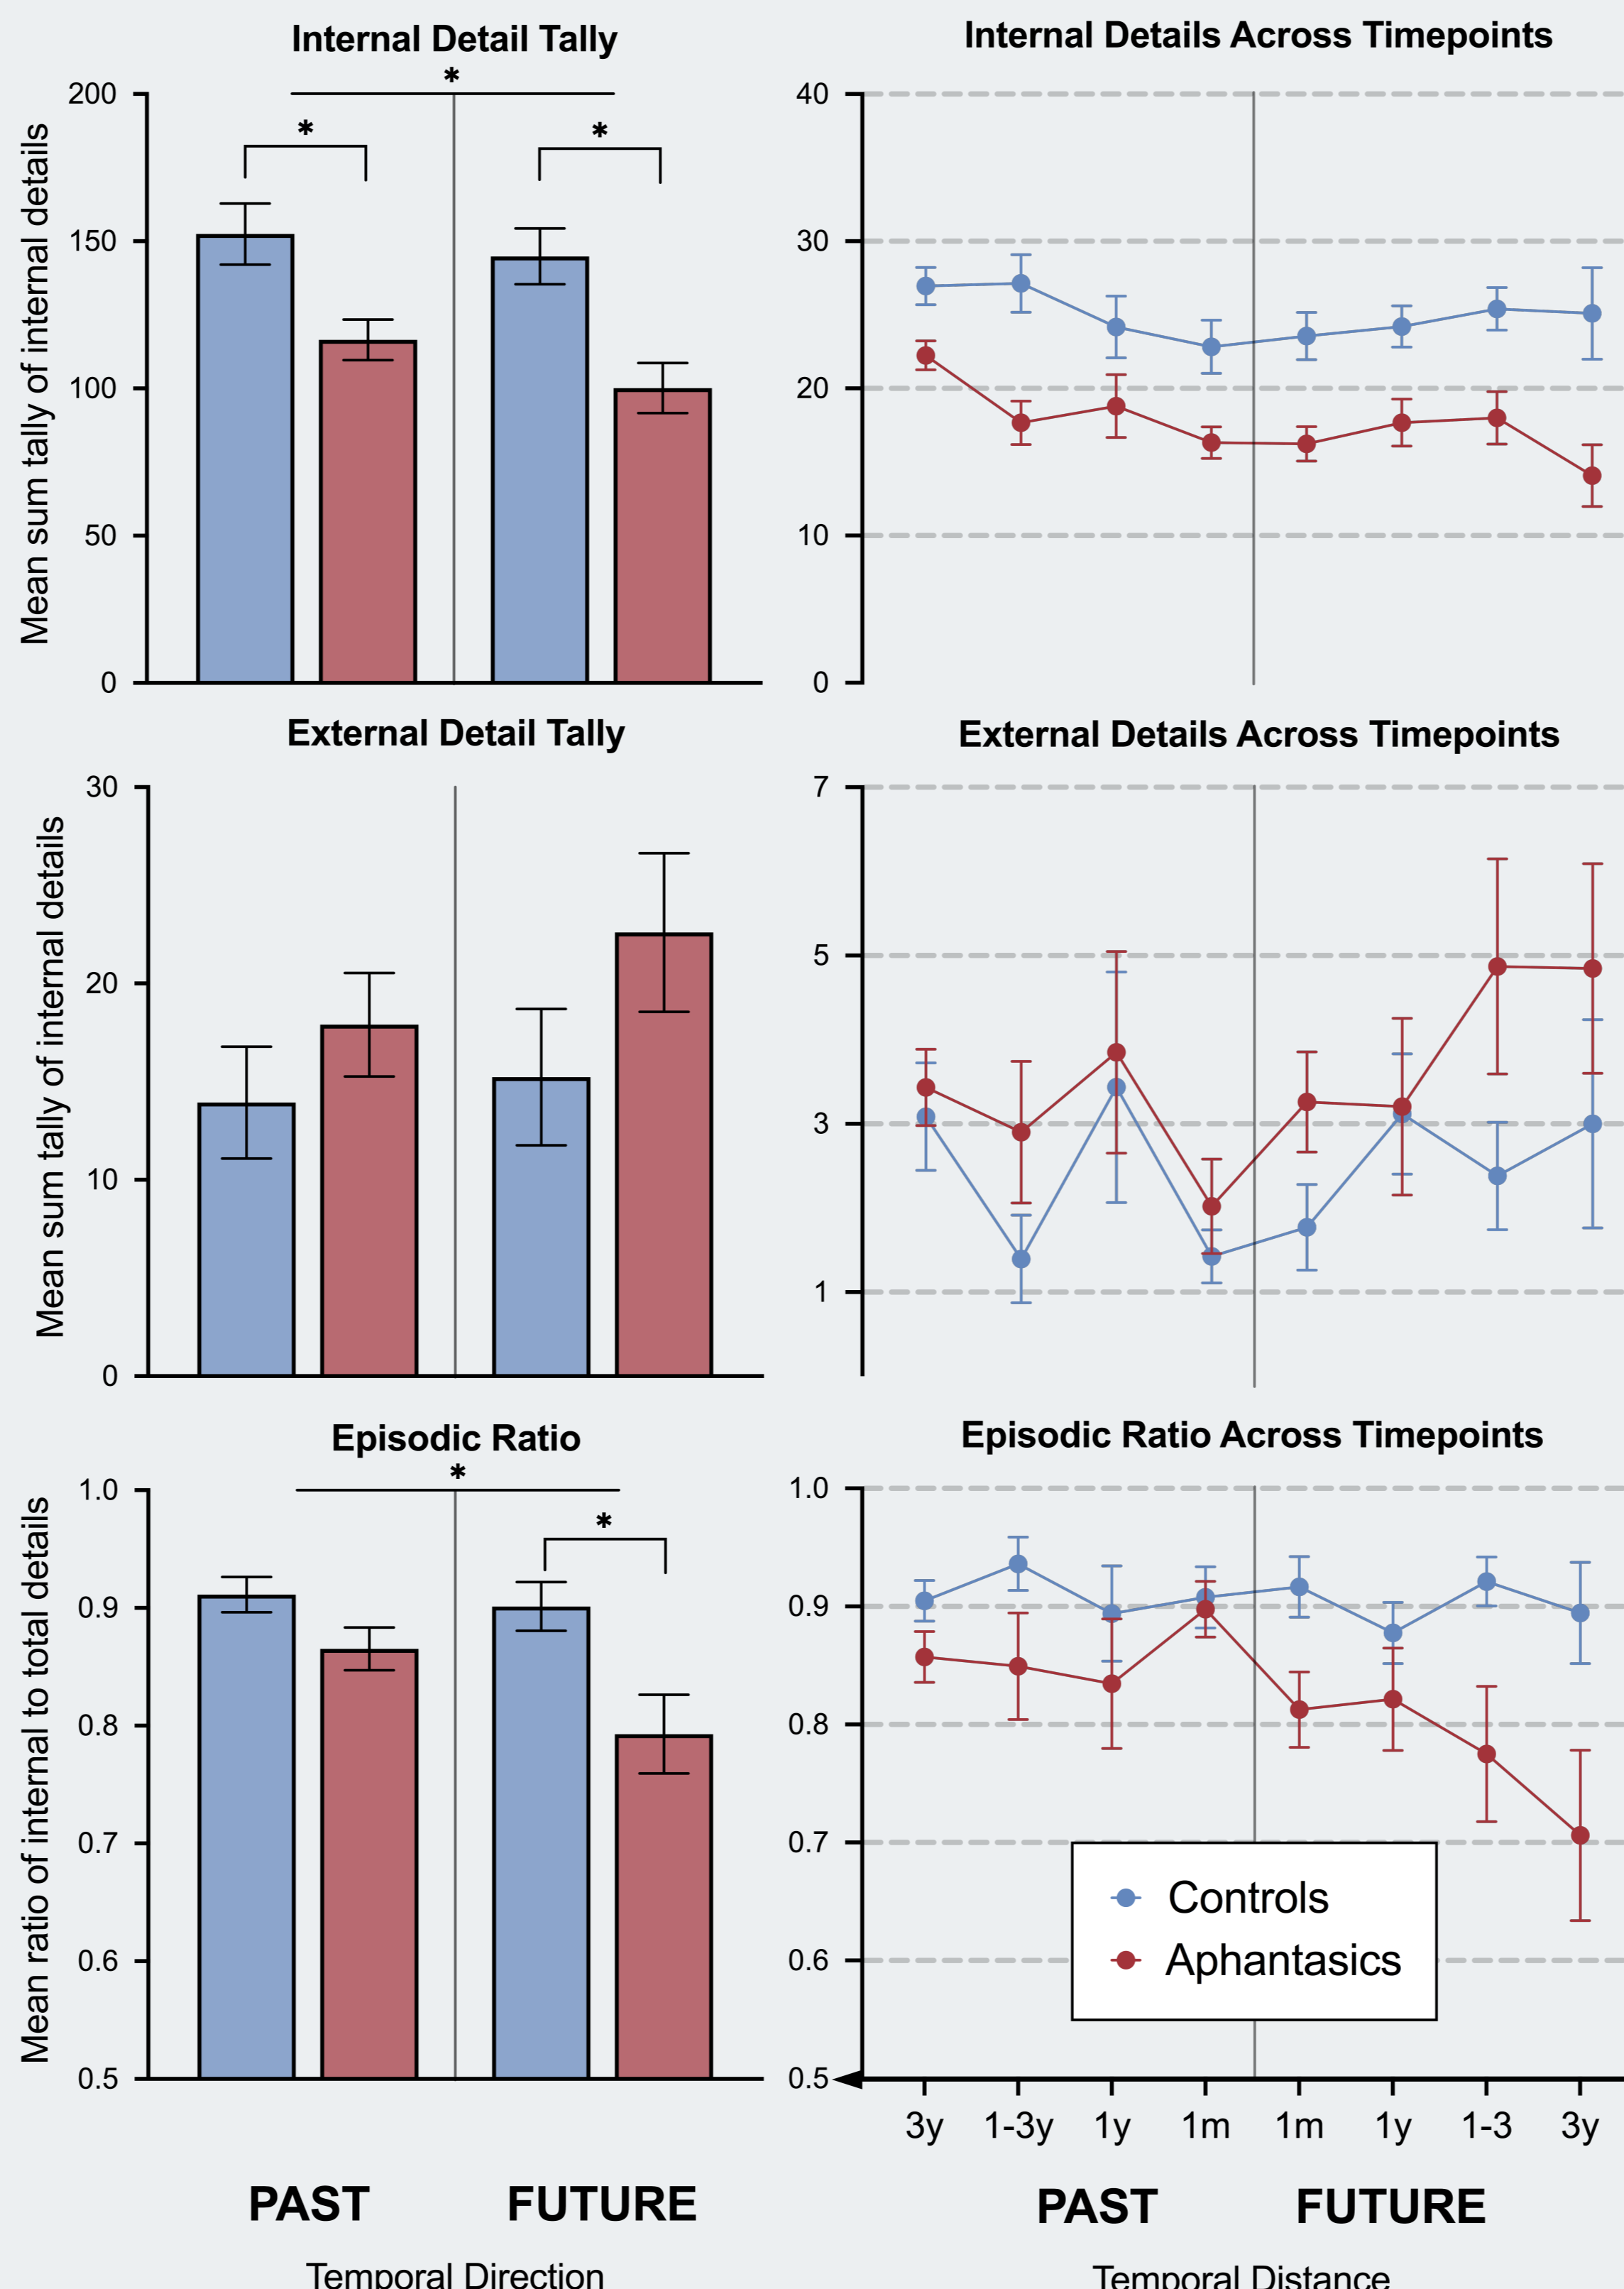 Internal Detail Tally
*
200
*
*
150
100
50
0
Mean sum tally of internal details
Internal Details Across Timepoints
40
30
20
10
0
External Detail Tally
30
20
10
0
Mean sum tally of internal details
External Details Across Timepoints
7
5
3
1
Episodic Ratio
*
1.0
*
0.9
0.8
0.7
0.6
0.5
Mean ratio of internal to total details
PAST
FUTURE
Temporal Direction
Episodic Ratio Across Timepoints
1.0
0.9
0.8
0.7
0.6
0.5
Controls
Aphantasics
3y 1-3y 1y 1m 1m 1y 1-3 3y
PAST
FUTURE
Temporal Distance